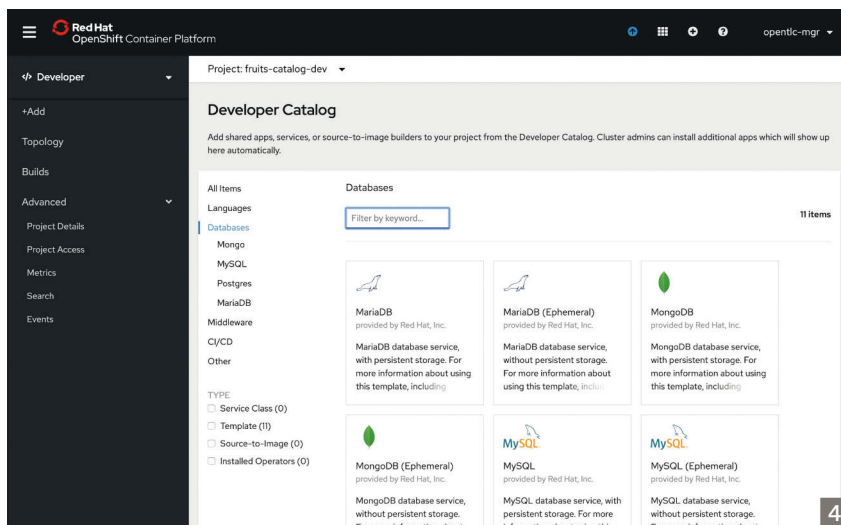 Red Hat
OpenShift Container Platform
opentlc-mgr
Developer
Project: fruits-catalog-dev
+Add
Topology
Builds
Advanced
Project Details
Project Access
Metrics
Search
Events
Developer Catalog
Add shared apps, services, or source-to-image builders to your project from the Developer Catalog. Cluster admins can install additional apps which will show up
here automatically.
All Items
Languages
Databases
Mongo
MySQL
Postgres
MariaDB
Middleware
CI/CD
Other
TYPE
Service Class (0)
Template (11)
Source-to-Image (0)
Installed Operators (0)
Databases
Filter by keyword...
11 items
MariaDB
provided by Red Hat, Inc.
MariaDB database service,
with persistent storage. For
more information about using
this template, including
MariaDB (Ephemeral)
provided by Red Hat, Inc.
MariaDB database service,
without persistent storage.
For more information about
using this template,
MongoDB
provided by Red Hat, Inc.
MongoDB database service,
with persistent storage. For
more information about using
this template, including
MongoDB (Ephemeral)
provided by Red Hat, Inc.
MongoDB database service,
without persistent storage.
MySQL
MySQL
provided by Red Hat, Inc.
MySQL database service, with
persistent storage. For more
MySQL
MySQL (Ephemeral)
provided by Red Hat, Inc.
MySQL database service,
without persistent storage.
4